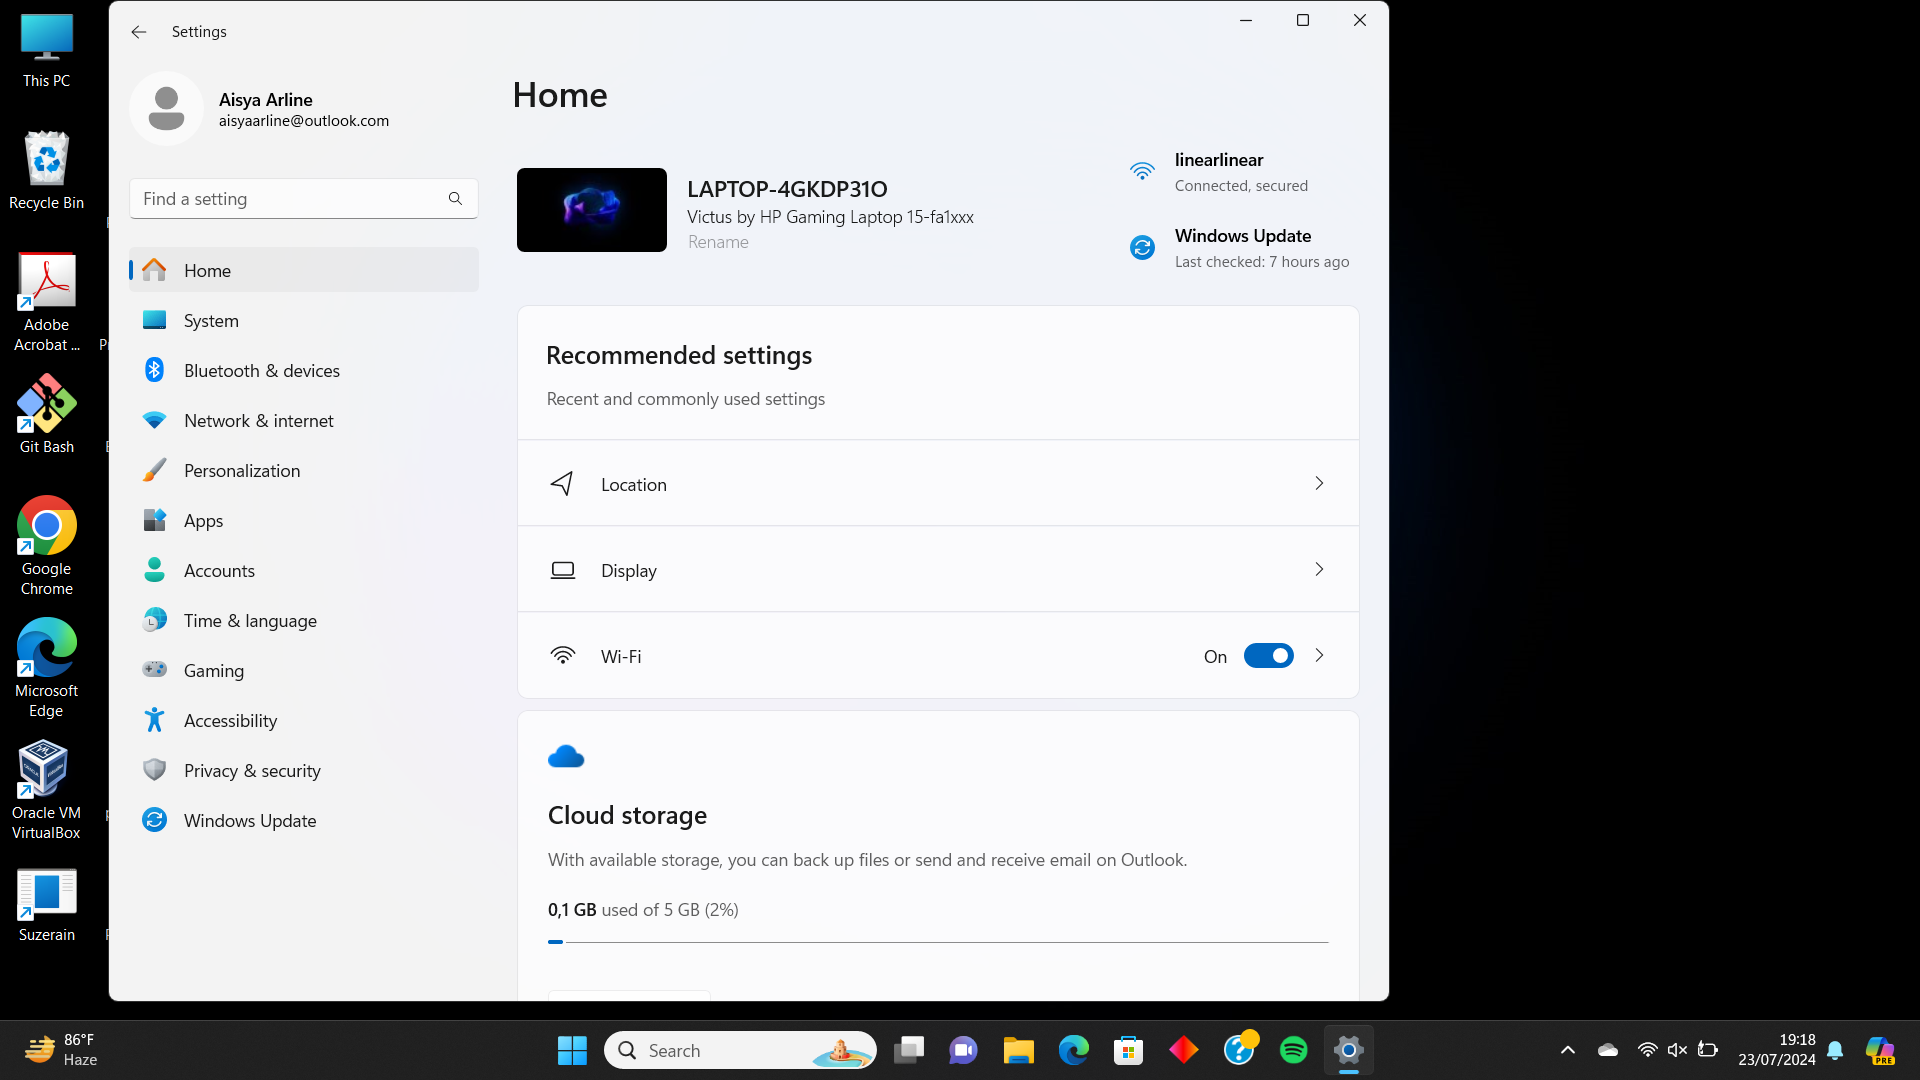 This PC
Recycle Bin
Adobe
Acrobat ...
Git Bash
Google
Chrome
Microsoft
Edge
Oracle VM
VirtualBox
Suzerain
Settings
Aisya Arline
aisyaarline@outlook.com
Find a setting
Home
System
Bluetooth & devices
Network & internet
Personalization
Apps
Accounts
Time & language
Gaming
Accessibility
Privacy & security
Windows Update
Home
LAPTOP-4GKDP31O
Victus by HP Gaming Laptop 15-fa1xxx
Rename
linearlinear
Connected, secured
Windows Update
Last checked: 7 hours ago
Recommended settings
Recent and commonly used settings
Location
Display
Wi-Fi
On
Cloud storage
With available storage, you can back up files or send and receive email on Outlook.
0,1 GB used of 5 GB (2%)
86°F
Haze
Search
19:18
23/07/2024
PRE